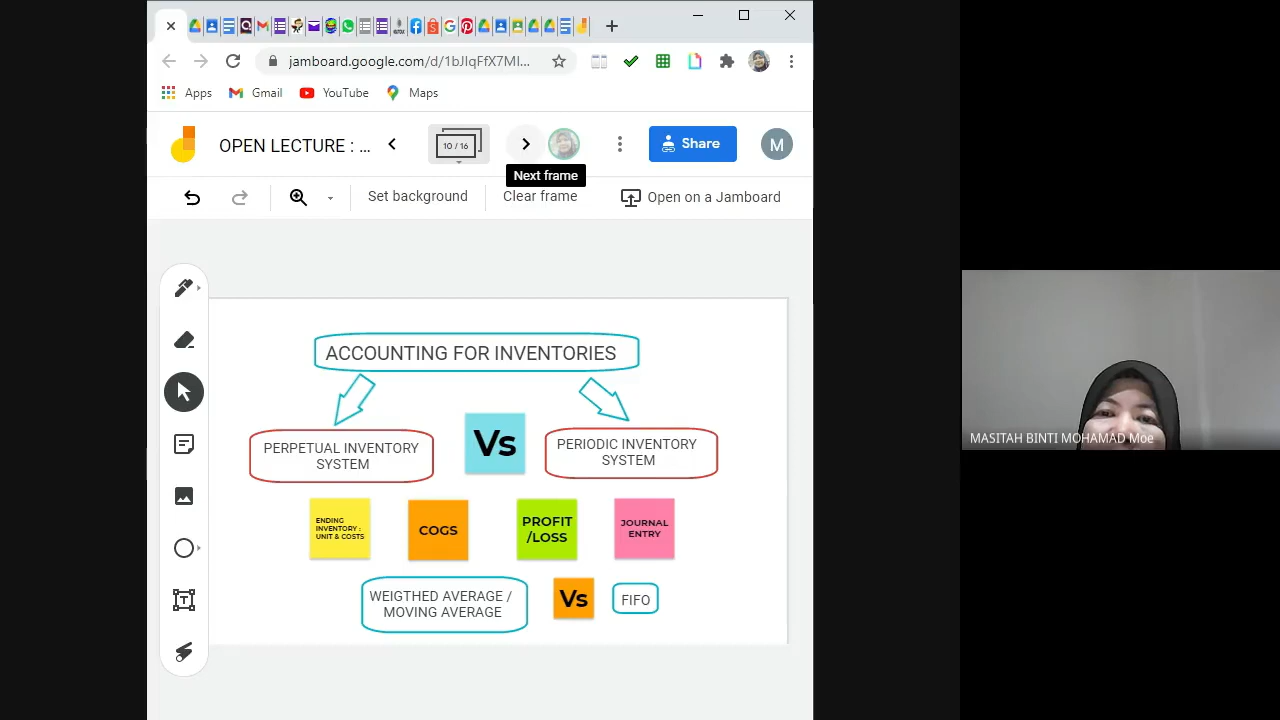 jamboard.google.com/d/1bJIqFfX7MI...
Apps
Gmail
YouTube
Maps
OPEN LECTURE : ...
10 / 16
Share
M
Next frame
Set background
Clear frame
Open on a Jamboard
ACCOUNTING FOR INVENTORIES
PERPETUAL INVENTORY
SYSTEM
Vs
PERIODIC INVENTORY
SYSTEM
ENDING
INVENTORY :
UNIT & COSTS
COGS
PROFIT
/LOSS
JOURNAL
ENTRY
WEIGTHED AVERAGE /
MOVING AVERAGE
Vs
FIFO
MASITAH BINTI MOHAMAD Moe